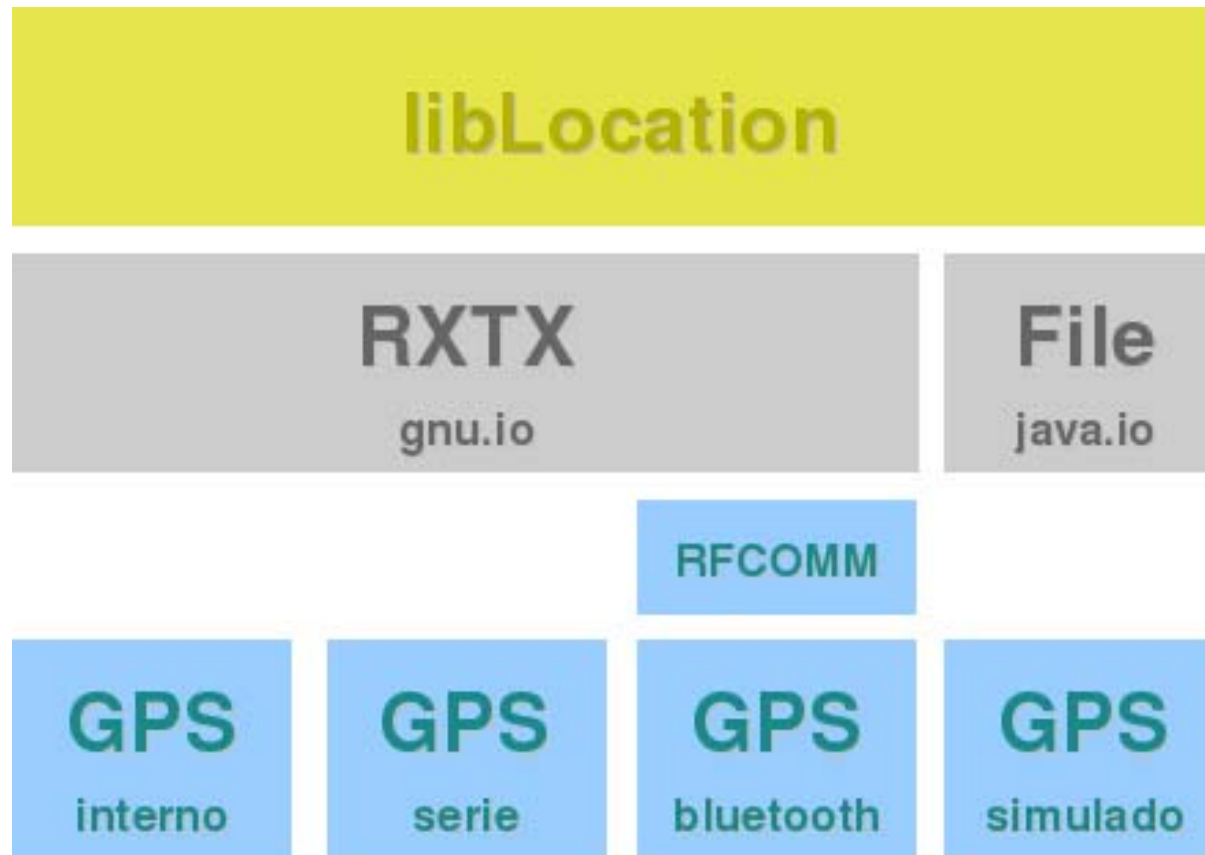 libLocation
RXTX
File
gnu.io
java.io
RFCOMM
GPS
GPS
GPS
GPS
interno
serie
bluetooth
simulado